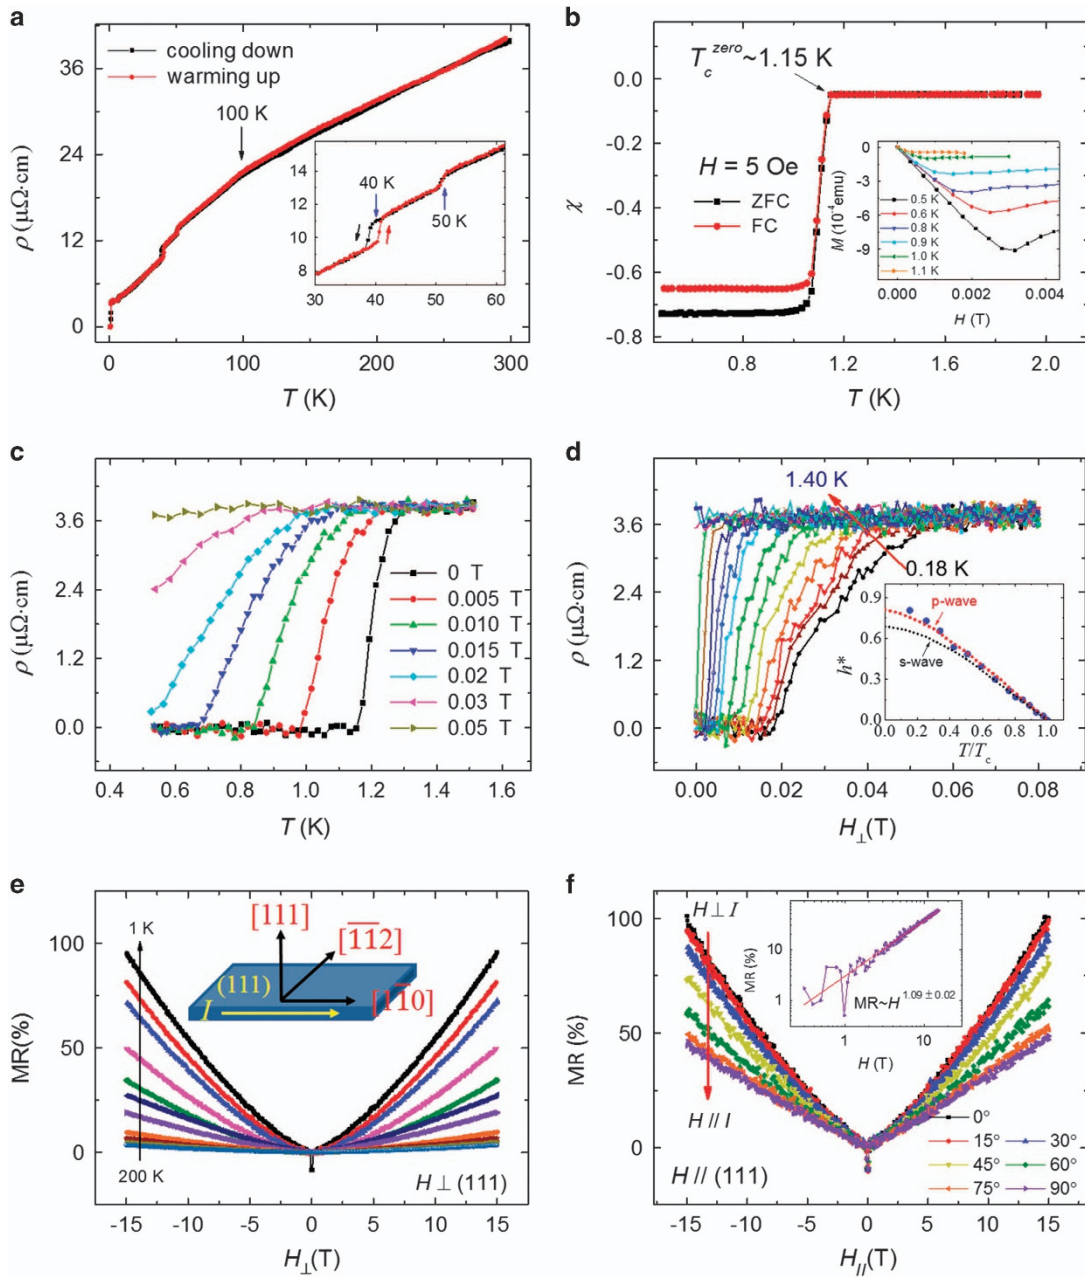 a
cooling down
warming up
100 K
36
24
12
0
ρ (μΩ·cm)
0
100
200
300
T (K)
14
12
10
8
40 K
50 K
30
40
50
60
b
T_c^zero~1.15 K
0.0
-0.2
-0.4
-0.6
-0.8
χ
H = 5 Oe
ZFC
FC
0.8
1.2
1.6
2.0
T (K)
0
-3
-6
-9
M (10⁻⁴emu)
0.5 K
0.6 K
0.8 K
0.9 K
1.0 K
1.1 K
0.000
0.002
0.004
H (T)
c
3.6
2.4
1.2
0.0
ρ (μΩ·cm)
0 T
0.005 T
0.010 T
0.015 T
0.02 T
0.03 T
0.05 T
0.4
0.6
0.8
1.0
1.2
1.4
1.6
T (K)
d
1.40 K
0.18 K
3.6
2.4
1.2
0.0
ρ (μΩ·cm)
0.9
0.6
0.3
0.0
h*
p-wave
s-wave
0.0
0.2
0.4
0.6
0.8
1.0
T/T_c
0.00
0.02
0.04
0.06
0.08
H⊥(T)
e
1 K
200 K
100
50
0
MR(%)
[111]
[1̅1̅2]
[11̅0]
(111)
I
H ⊥ (111)
-15
-10
-5
0
5
10
15
H⊥(T)
f
H ⊥ I
H // I
100
50
0
MR (%)
10
1
MR (%)
MR~H^1.09 ± 0.02
1
10
H (T)
H // (111)
0°
15°
30°
45°
60°
75°
90°
-15
-10
-5
0
5
10
15
H//(T)